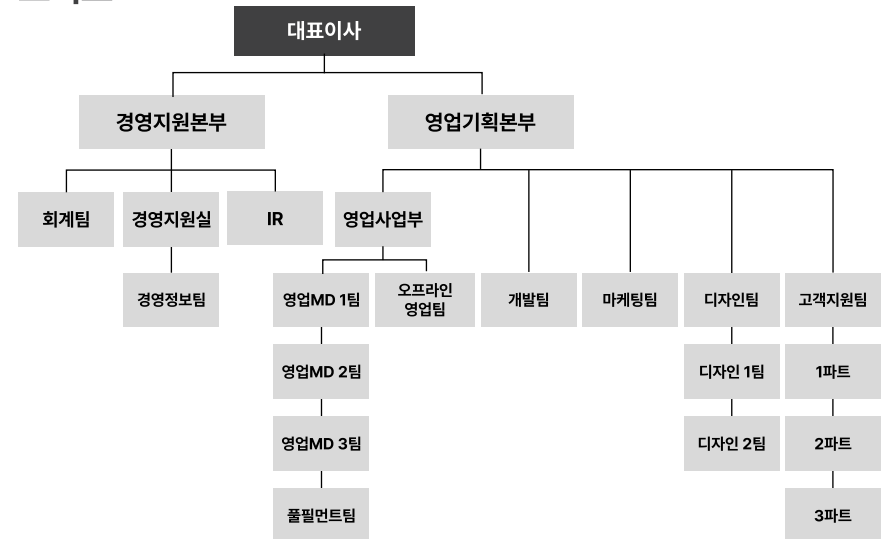 대표이사
경영지원본부
영업기획본부
회계팀
경영지원실
IR
영업사업부
경영정보팀
영업MD 1팀
오프라인
영업팀
개발팀
마케팅팀
디자인팀
고객지원팀
영업MD 2팀
디자인 1팀
1파트
영업MD 3팀
디자인 2팀
2파트
풀필먼트팀
3파트